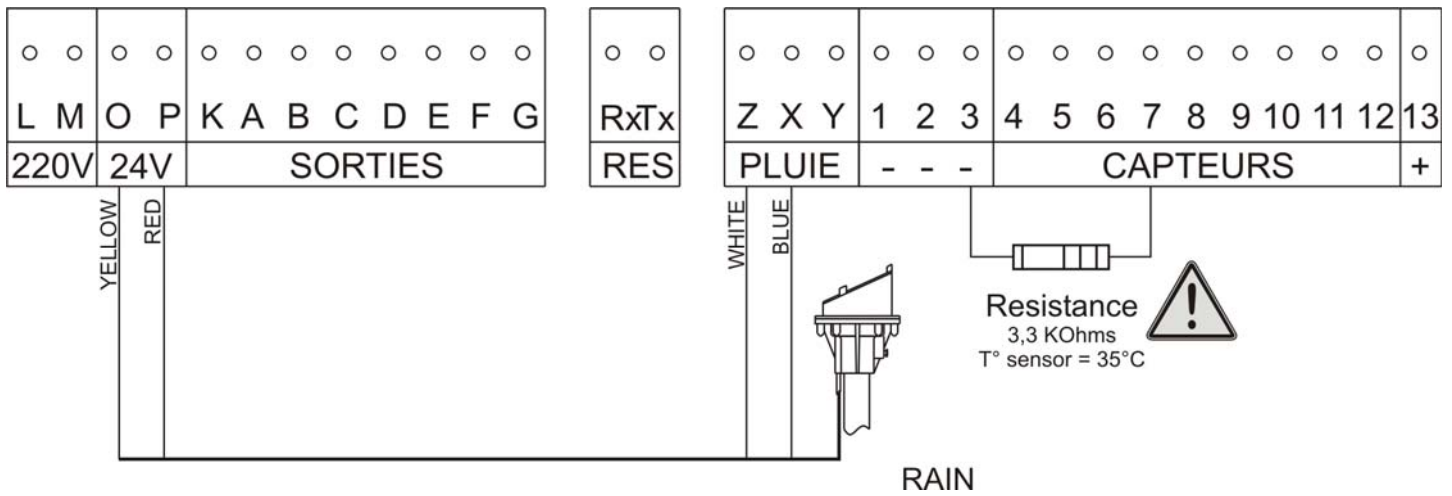 L M O P K A B C D E F G RxTx Z X Y 1 2 3 4 5 6 7 8 9 10 11 12 13
220V 24V SORTIES RES PLUIE - - - CAPTEURS +
YELLOW
RED
WHITE
BLUE
Resistance
3,3 KOhms
T° sensor = 35°C
!
RAIN